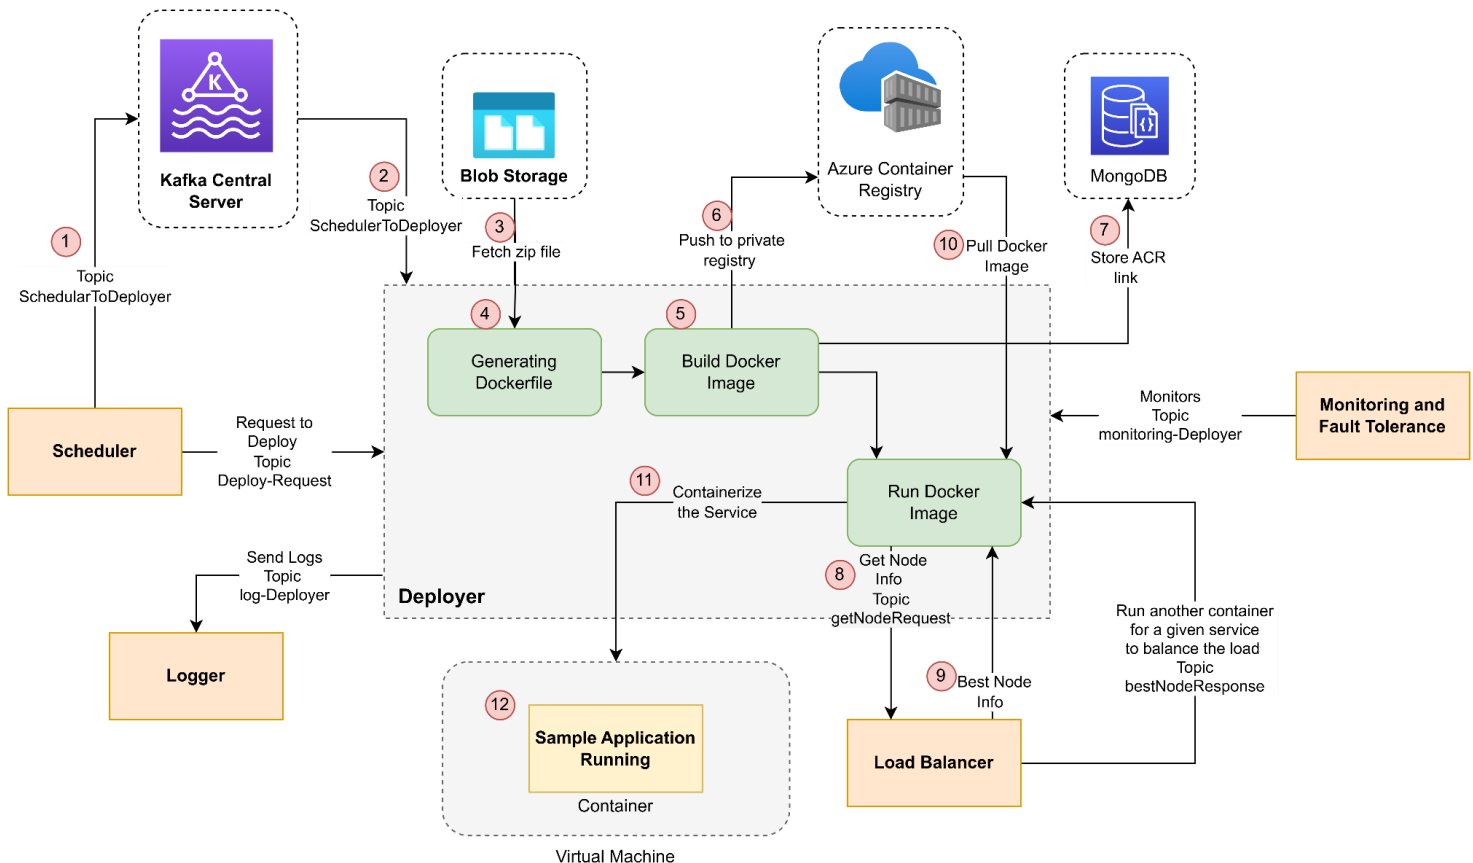 K
Kafka Central
Server
Blob Storage
Azure Container
Registry
MongoDB
1
Topic
SchedularToDeployer
2
Topic
SchedulerToDeployer
3
Fetch zip file
6
Push to private
registry
10
Pull Docker
Image
7
Store ACR
link
4
Generating
Dockerfile
5
Build Docker
Image
Scheduler
Request to
Deploy
Topic
Deploy-Request
Monitors
Topic
monitoring-Deployer
Monitoring and
Fault Tolerance
11
Containerize
the Service
Run Docker
Image
Send Logs
Topic
log-Deployer
Deployer
8
Get Node
Info
Topic
getNodeRequest
Run another container
for a given service
to balance the load
Topic
bestNodeResponse
Logger
9
Best Node
Info
12
Sample Application
Running
Container
Load Balancer
Virtual Machine